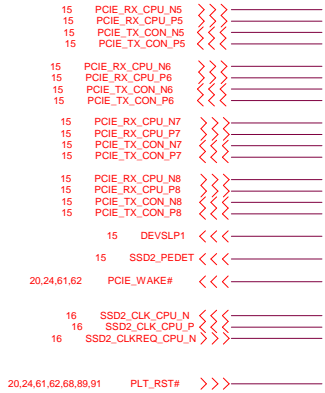 15 PCIE_RX_CPU_N5
15 PCIE_RX_CPU_P5
15 PCIE_TX_CON_N5
15 PCIE_TX_CON_P5
15 PCIE_RX_CPU_N6
15 PCIE_RX_CPU_P6
15 PCIE_TX_CON_N6
15 PCIE_TX_CON_P6
15 PCIE_RX_CPU_N7
15 PCIE_RX_CPU_P7
15 PCIE_TX_CON_N7
15 PCIE_TX_CON_P7
15 PCIE_RX_CPU_N8
15 PCIE_RX_CPU_P8
15 PCIE_TX_CON_N8
15 PCIE_TX_CON_P8
15 DEVSLP1
15 SSD2_PEDET
20,24,61,62 PCIE_WAKE#
16 SSD2_CLK_CPU_N
16 SSD2_CLK_CPU_P
16 SSD2_CLKREQ_CPU_N
20,24,61,62,68,89,91 PLT_RST#